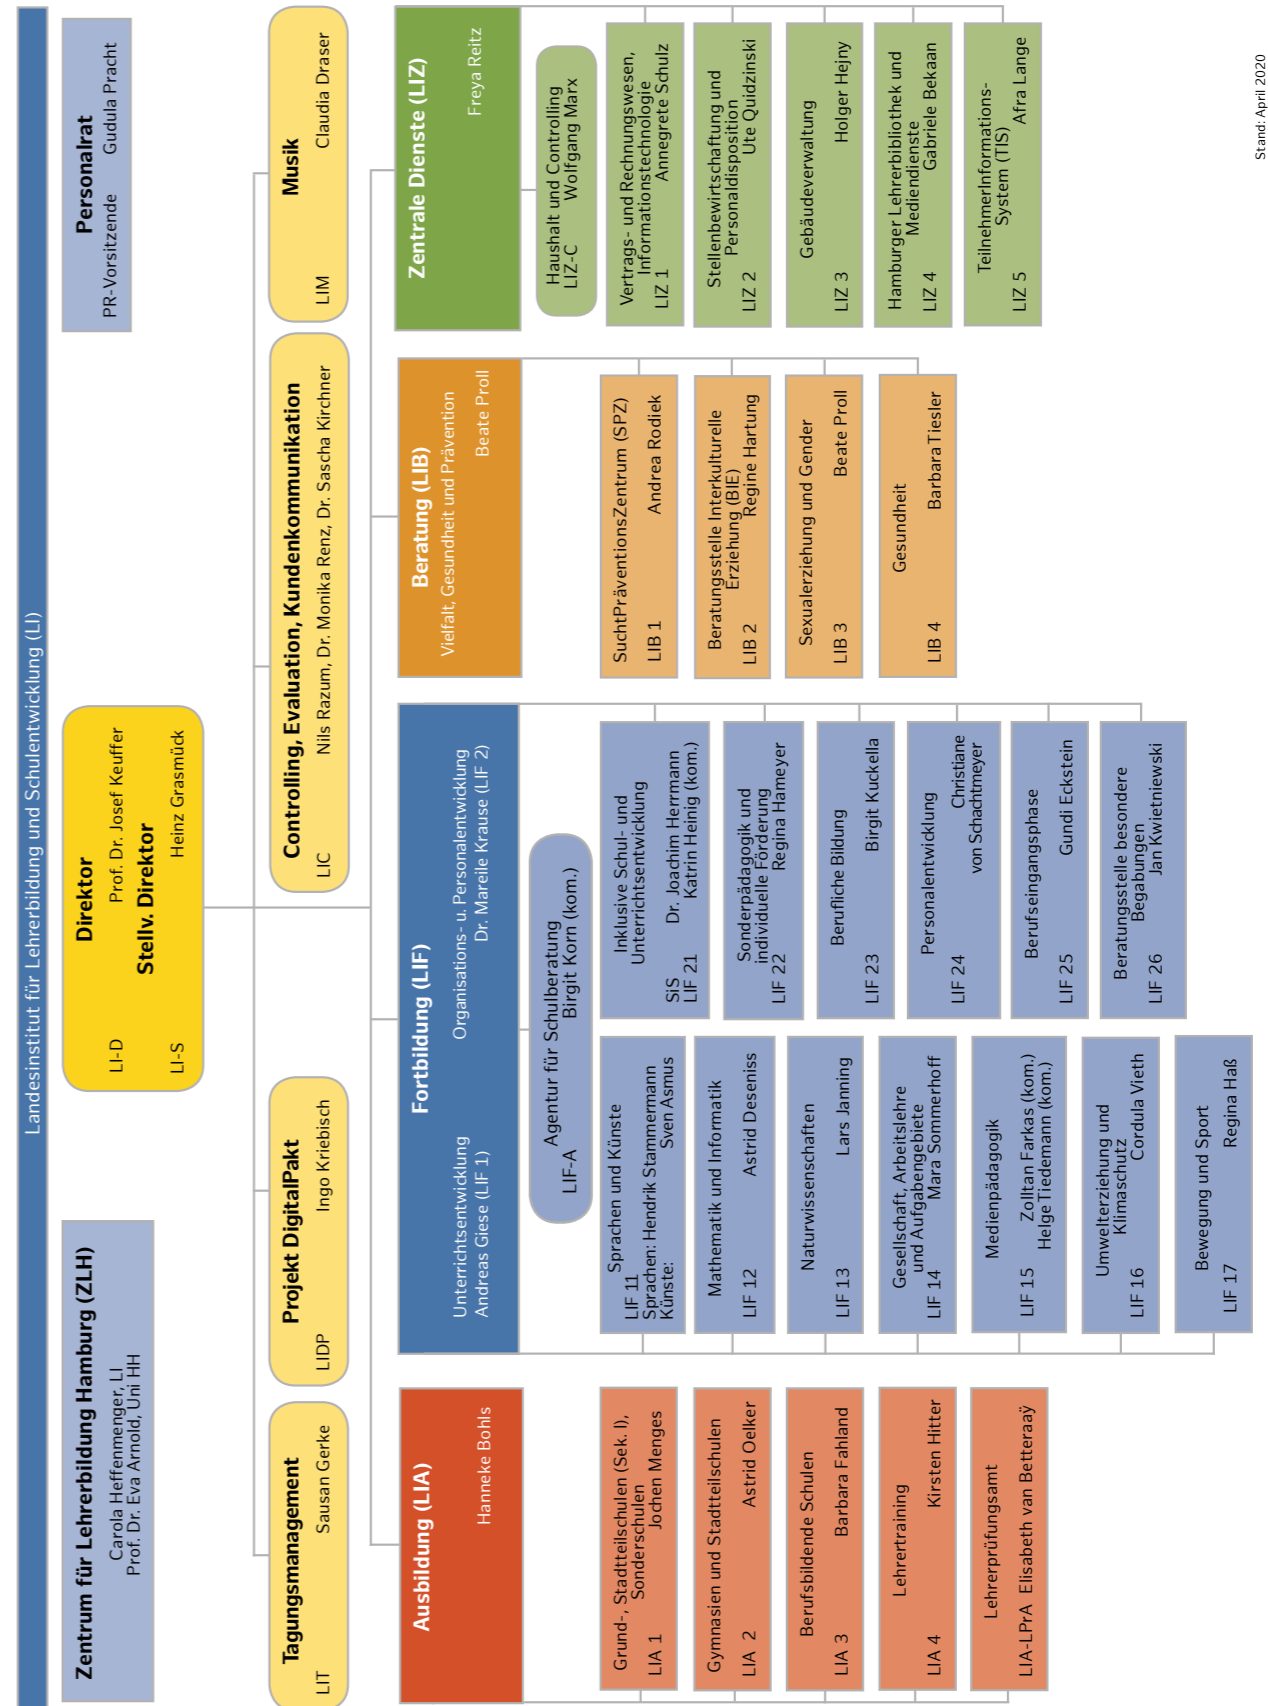 Landesinstitut für Lehrerbildung und Schulentwicklung (LI)
Zentrum für Lehrerbildung Hamburg (ZLH)
Carola Heffenmenger, LI
Prof. Dr. Eva Arnold, Uni HH
Direktor
LI-D Prof. Dr. Josef Keuffer
Stellv. Direktor
LI-S Heinz Grasmück
Personalrat
PR-Vorsitzende Gudula Pracht
Tagungsmanagement
LIT Sausan Gerke
Projekt DigitalPakt
LIDP Ingo Kriebisch
Controlling, Evaluation, Kundenkommunikation
LIC Nils Razum, Dr. Monika Renz, Dr. Sascha Kirchner
Musik
LIM Claudia Draser
Ausbildung (LIA)
Hanneke Bohls
Grund-, Stadtteilschulen (Sek. I),
Sonderschulen
LIA 1 Jochen Menges
Gymnasien und Stadtteilschulen
LIA 2 Astrid Oelker
Berufsbildende Schulen
LIA 3 Barbara Fahland
Lehrertraining
LIA 4 Kirsten Hitter
Lehrerprüfungsamt
LIA-LPrA Elisabeth van Betteraaÿ
Fortbildung (LIF)
Unterrichtsentwicklung
Andreas Giese (LIF 1)
Organisations- u. Personalentwicklung
Dr. Mareile Krause (LIF 2)
Agentur für Schulberatung
LIF-A Birgit Korn (kom.)
Sprachen und Künste
LIF 11
Sprachen: Hendrik Stammermann
Künste: Sven Asmus
Mathematik und Informatik
LIF 12 Astrid Deseniss
Naturwissenschaften
LIF 13 Lars Janning
Gesellschaft, Arbeitslehre
und Aufgabengebiete
LIF 14 Mara Sommerhoff
Medienpädagogik
LIF 15 Zolltan Farkas (kom.)
Helge Tiedemann (kom.)
Umwelterziehung und
Klimaschutz
LIF 16 Cordula Vieth
Bewegung und Sport
LIF 17 Regina Haß
Inklusive Schul- und
Unterrichtsentwicklung
SiS Dr. Joachim Herrmann
LIF 21 Katrin Heinig (kom.)
Sonderpädagogik und
individuelle Förderung
LIF 22 Regina Hameyer
Berufliche Bildung
LIF 23 Birgit Kuckella
Personalentwicklung
LIF 24 Christiane
von Schachtmeyer
Berufseingangsphase
LIF 25 Gundi Eckstein
Beratungsstelle besondere
Begabungen
LIF 26 Jan Kwietniewski
Beratung (LIB)
Vielfalt, Gesundheit und Prävention
Beate Proll
SuchtPräventionsZentrum (SPZ)
LIB 1 Andrea Rodiek
Beratungsstelle Interkulturelle
Erziehung (BIE)
LIB 2 Regine Hartung
Sexualerziehung und Gender
LIB 3 Beate Proll
Gesundheit
LIB 4 Barbara Tiesler
Zentrale Dienste (LIZ)
Freya Reitz
Haushalt und Controlling
LIZ-C Wolfgang Marx
Vertrags- und Rechnungswesen,
Informationstechnologie
LIZ 1 Annegrete Schulz
Stellenbewirtschaftung und
Personaldisposition
LIZ 2 Ute Quidzinski
Gebäudeverwaltung
LIZ 3 Holger Hejny
Hamburger Lehrerbibliothek und
Mediendienste
LIZ 4 Gabriele Bekaan
TeilnehmerInformations-
System (TIS)
LIZ 5 Afra Lange
Stand: April 2020